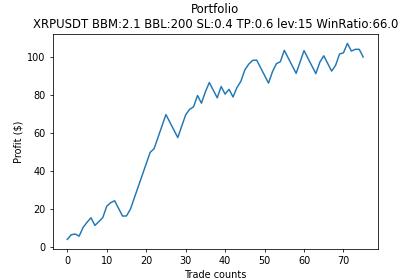 Portfolio
XRPUSDT BBM:2.1 BBL:200 SL:0.4 TP:0.6 lev:15 WinRatio:66.0
100
80
60
40
20
0
Profit ($)
0 10 20 30 40 50 60 70
Trade counts